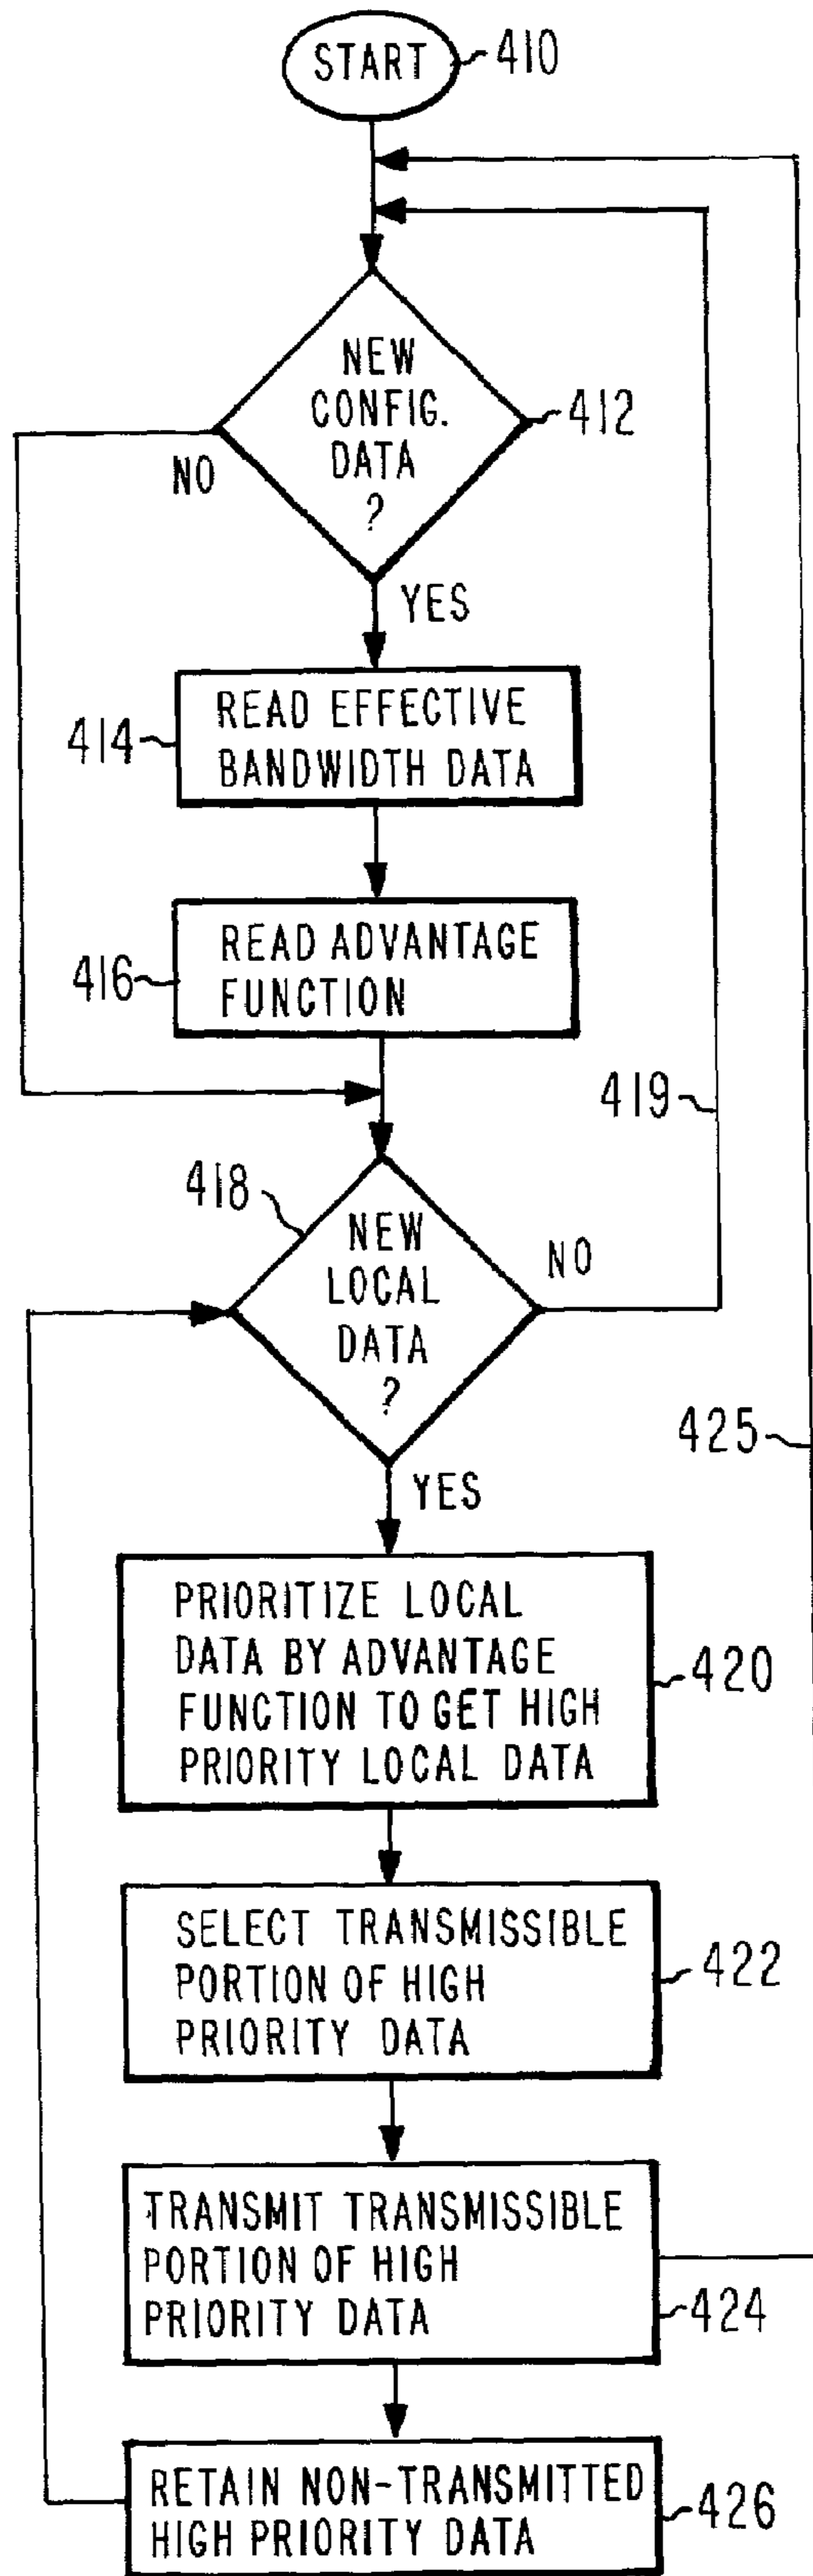 START
410
NEW
CONFIG.
DATA
?
412
NO
YES
READ EFFECTIVE
BANDWIDTH DATA
414
READ ADVANTAGE
FUNCTION
416
419
418
NEW
LOCAL
DATA
?
NO
425
YES
PRIORITIZE LOCAL
DATA BY ADVANTAGE
FUNCTION TO GET HIGH
PRIORITY LOCAL DATA
420
SELECT TRANSMISSIBLE
PORTION OF HIGH
PRIORITY DATA
422
TRANSMIT TRANSMISSIBLE
PORTION OF HIGH
PRIORITY DATA
424
RETAIN NON-TRANSMITTED
HIGH PRIORITY DATA
426